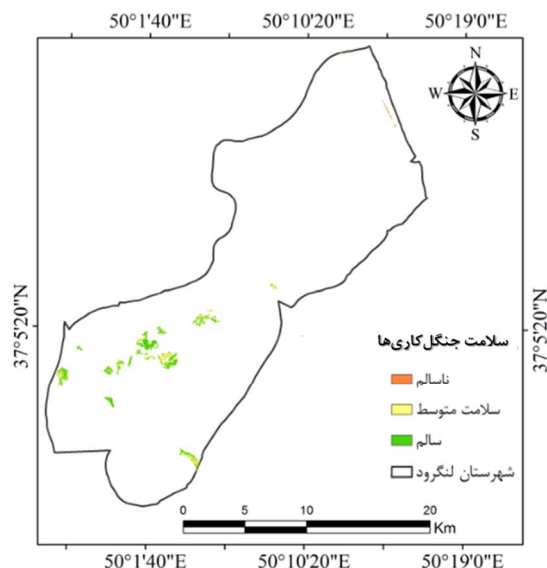 50°1'40"E 50°10'20"E 50°19'0"E
N
W E
S
37°5'20"N 37°5'20"N
سلامت جنگل‌کاری‌ها
ناسالم
سلامت متوسط
سالم
شهرستان لنگرود
0 5 10 20
Km
50°1'40"E 50°10'20"E 50°19'0"E